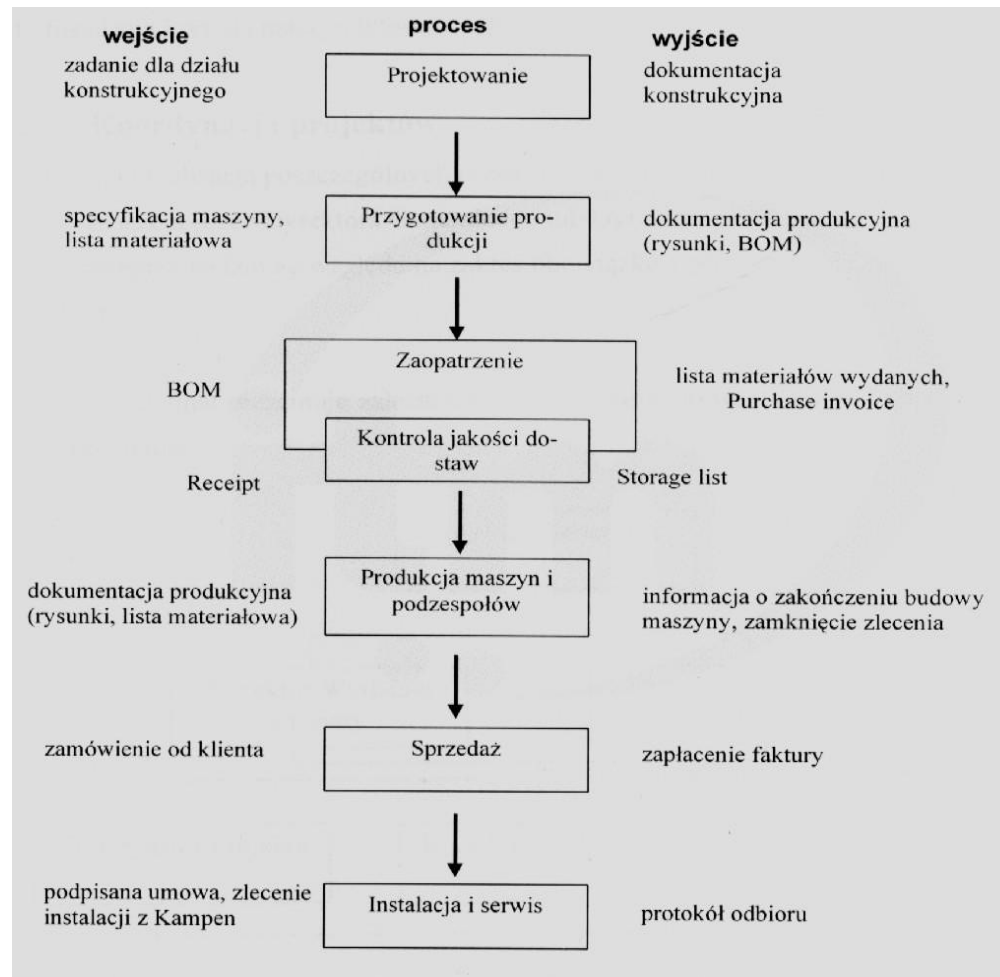 wejście
proces
wyjście
zadanie dla działu
konstrukcyjnego
Projektowanie
dokumentacja
konstrukcyjna
specyfikacja maszyny,
lista materiałowa
Przygotowanie pro-
dukcji
dokumentacja produkcyjna
(rysunki, BOM)
BOM
Zaopatrzenie
lista materiałów wydanych,
Purchase invoice
Kontrola jakości do-
staw
Receipt
Storage list
dokumentacja produkcyjna
(rysunki, lista materiałowa)
Produkcja maszyn i
podzespołów
informacja o zakończeniu budowy
maszyny, zamknięcie zlecenia
zamówienie od klienta
Sprzedaż
zapłacenie faktury
podpisana umowa, zlecenie
instalacji z Kampen
Instalacja i serwis
protokół odbioru